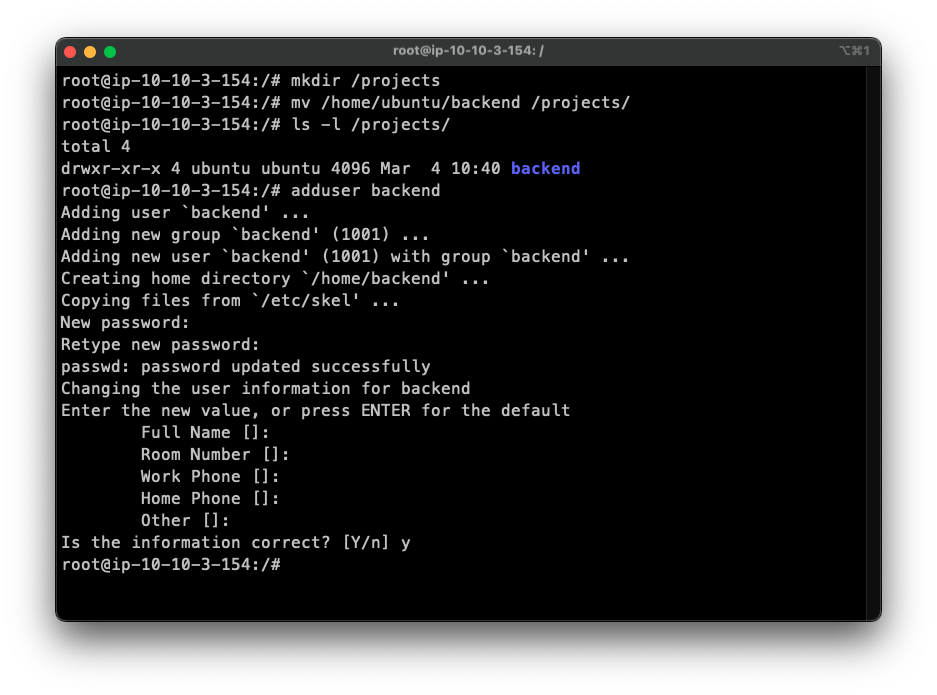 root@ip-10-10-3-154: /
⌥⌘1
root@ip-10-10-3-154:/# mkdir /projects
root@ip-10-10-3-154:/# mv /home/ubuntu/backend /projects/
root@ip-10-10-3-154:/# ls -l /projects/
total 4
drwxr-xr-x 4 ubuntu ubuntu 4096 Mar  4 10:40 backend
root@ip-10-10-3-154:/# adduser backend
Adding user `backend' ...
Adding new group `backend' (1001) ...
Adding new user `backend' (1001) with group `backend' ...
Creating home directory `/home/backend' ...
Copying files from `/etc/skel' ...
New password:
Retype new password:
passwd: password updated successfully
Changing the user information for backend
Enter the new value, or press ENTER for the default
        Full Name []:
        Room Number []:
        Work Phone []:
        Home Phone []:
        Other []:
Is the information correct? [Y/n] y
root@ip-10-10-3-154:/#